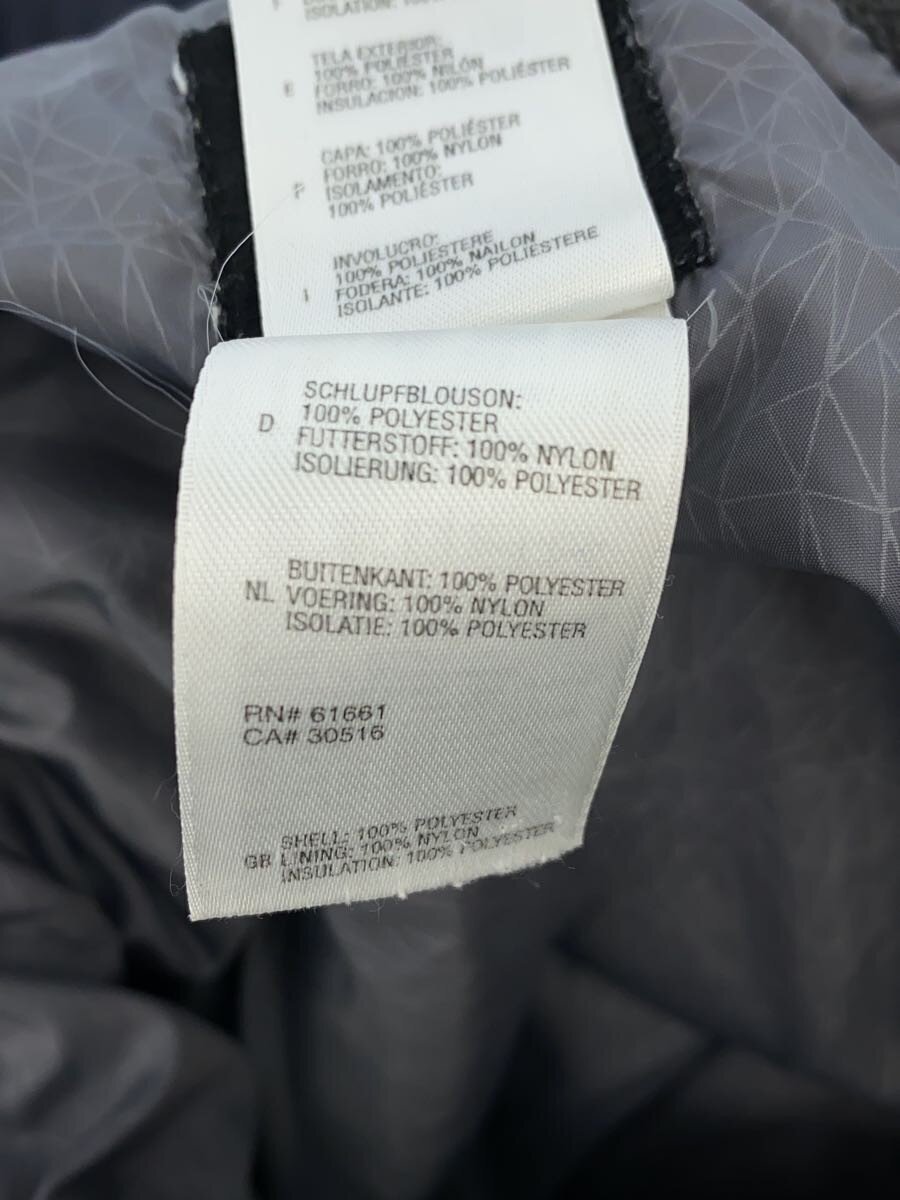 ISOLATION: 100%
TELA EXTERIOR:
100% POLIÉSTER
E FORRO: 100% NILÓN
INSULACION: 100% POLIÉSTER
CAPA: 100% POLIÉSTER
FORRO: 100% NYLON
P ISOLAMENTO:
100% POLIÉSTER
INVOLUCRO:
100% POLIESTERE
I FODERA: 100% NAILON
ISOLANTE: 100% POLIESTERE
SCHLUPFBLOUSON:
D 100% POLYESTER
FUTTERSTOFF: 100% NYLON
ISOLIERUNG: 100% POLYESTER
BUITENKANT: 100% POLYESTER
NL VOERING: 100% NYLON
ISOLATIE: 100% POLYESTER
RN# 61661
CA# 30516
SHELL: 100% POLYESTER
GB LINING: 100% NYLON
INSULATION: 100% POLYESTER